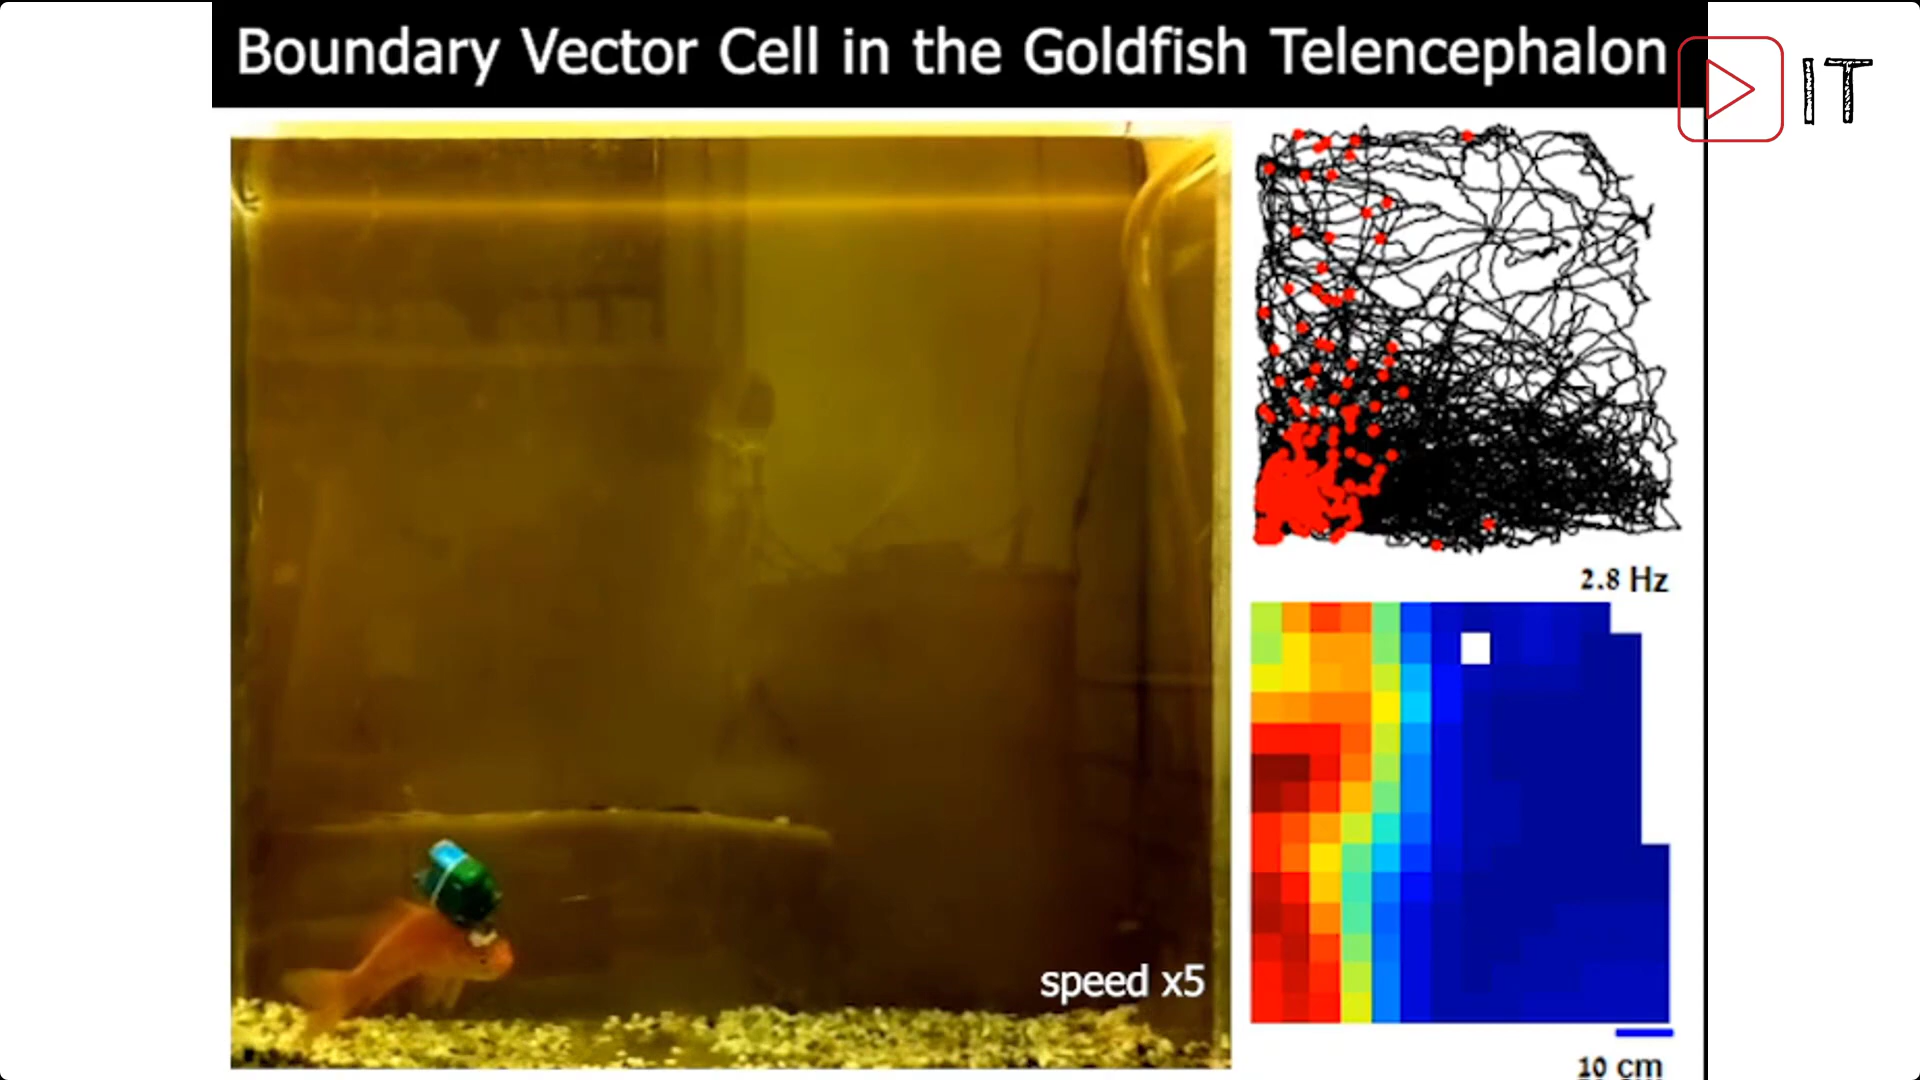 Boundary Vector Cell in the Goldfish Telencephalon
IT
2.8 Hz
speed x5
10 cm